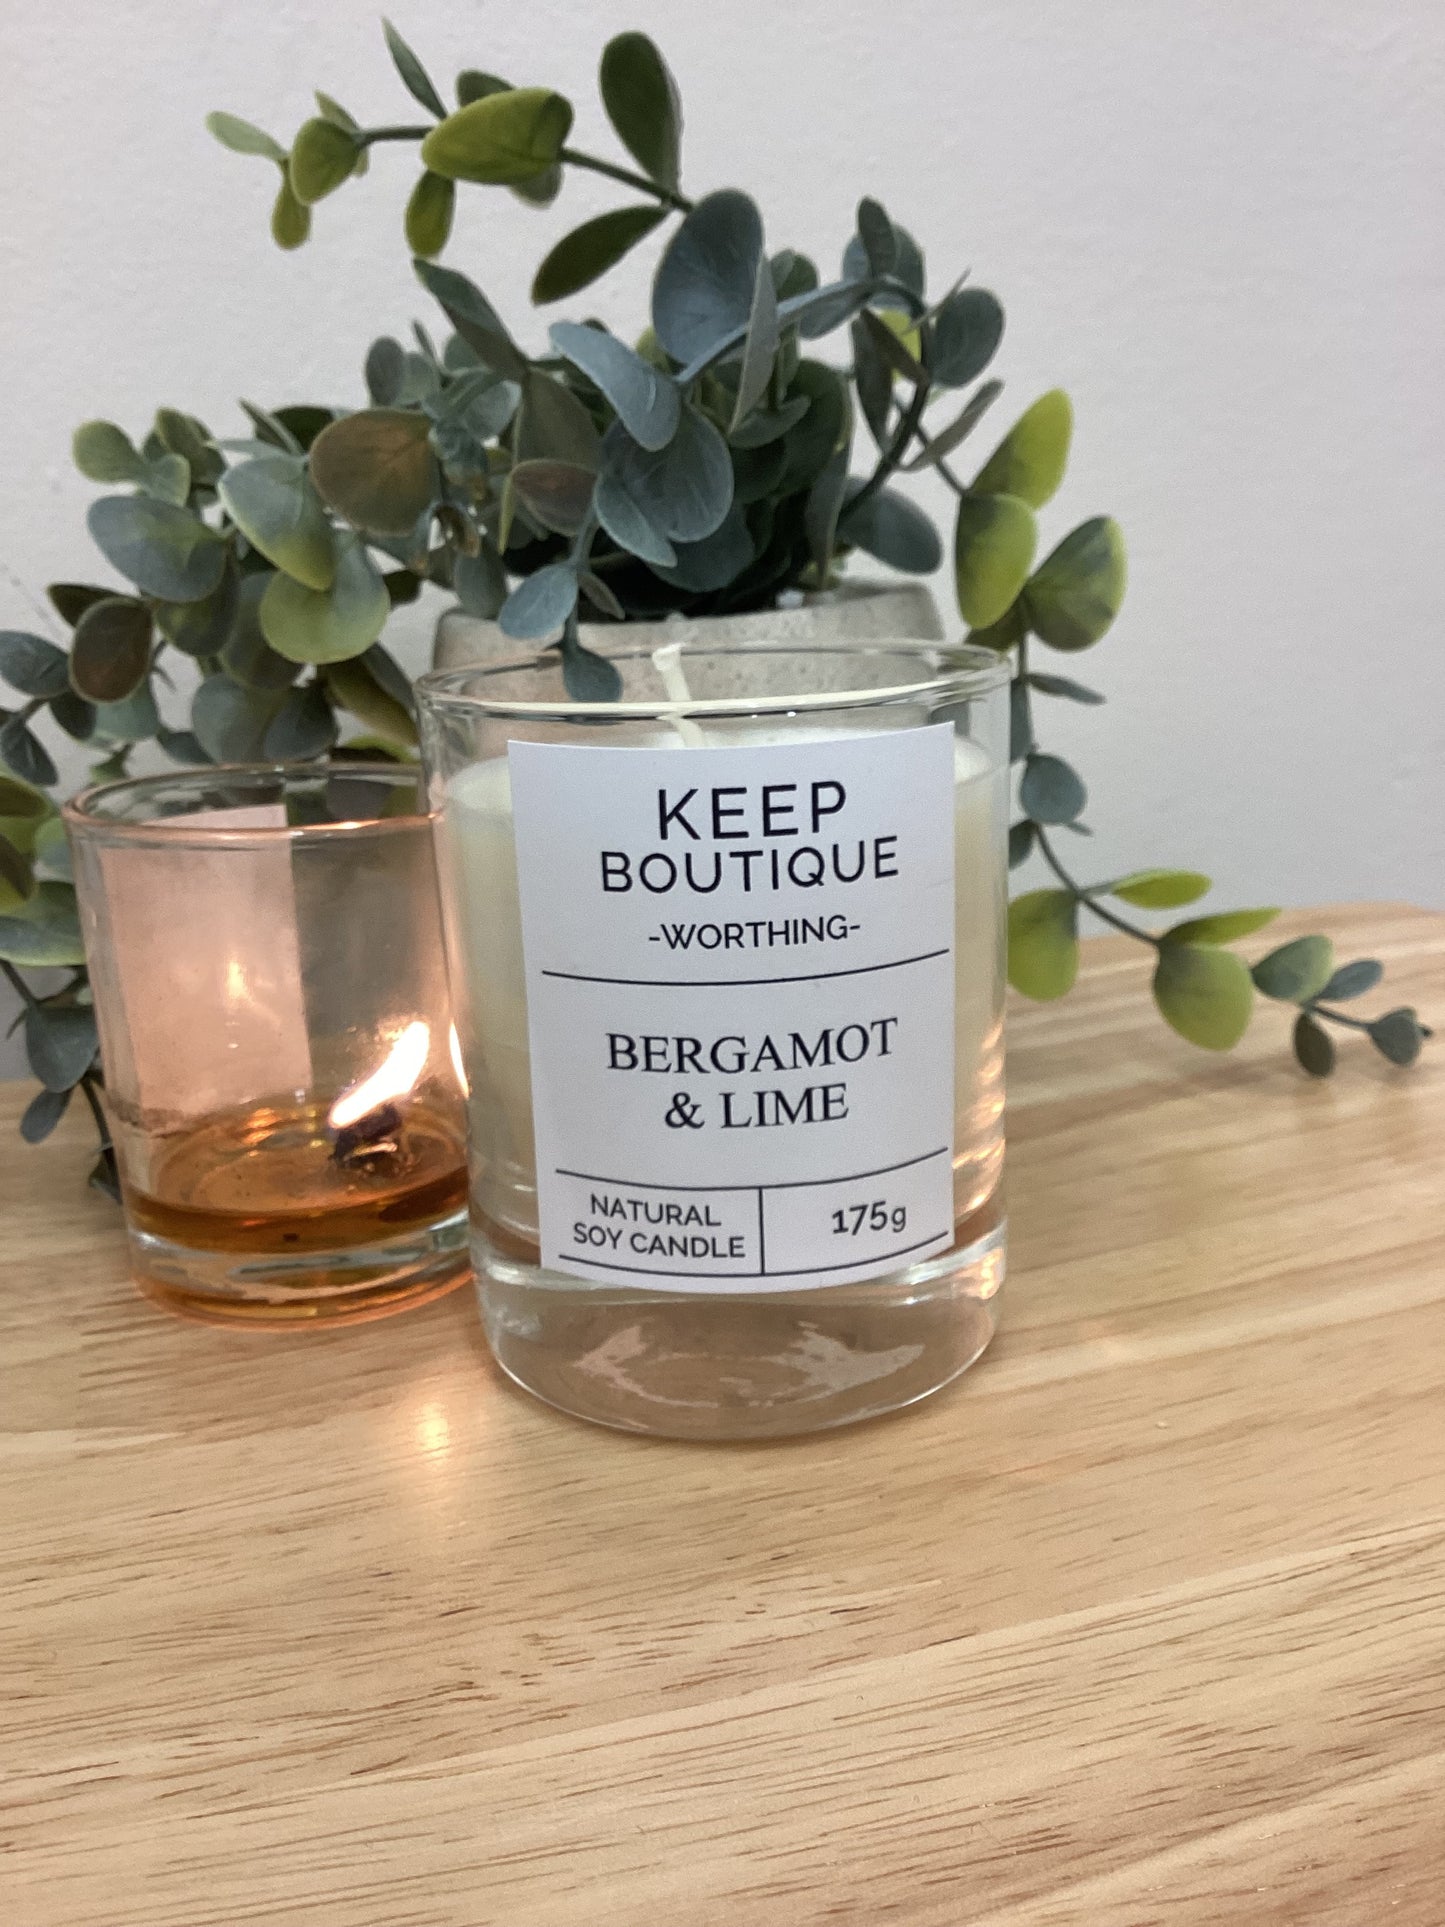 KEEP
BOUTIQUE
-WORTHING-
BERGAMOT
& LIME
NATURAL
SOY CANDLE
175g